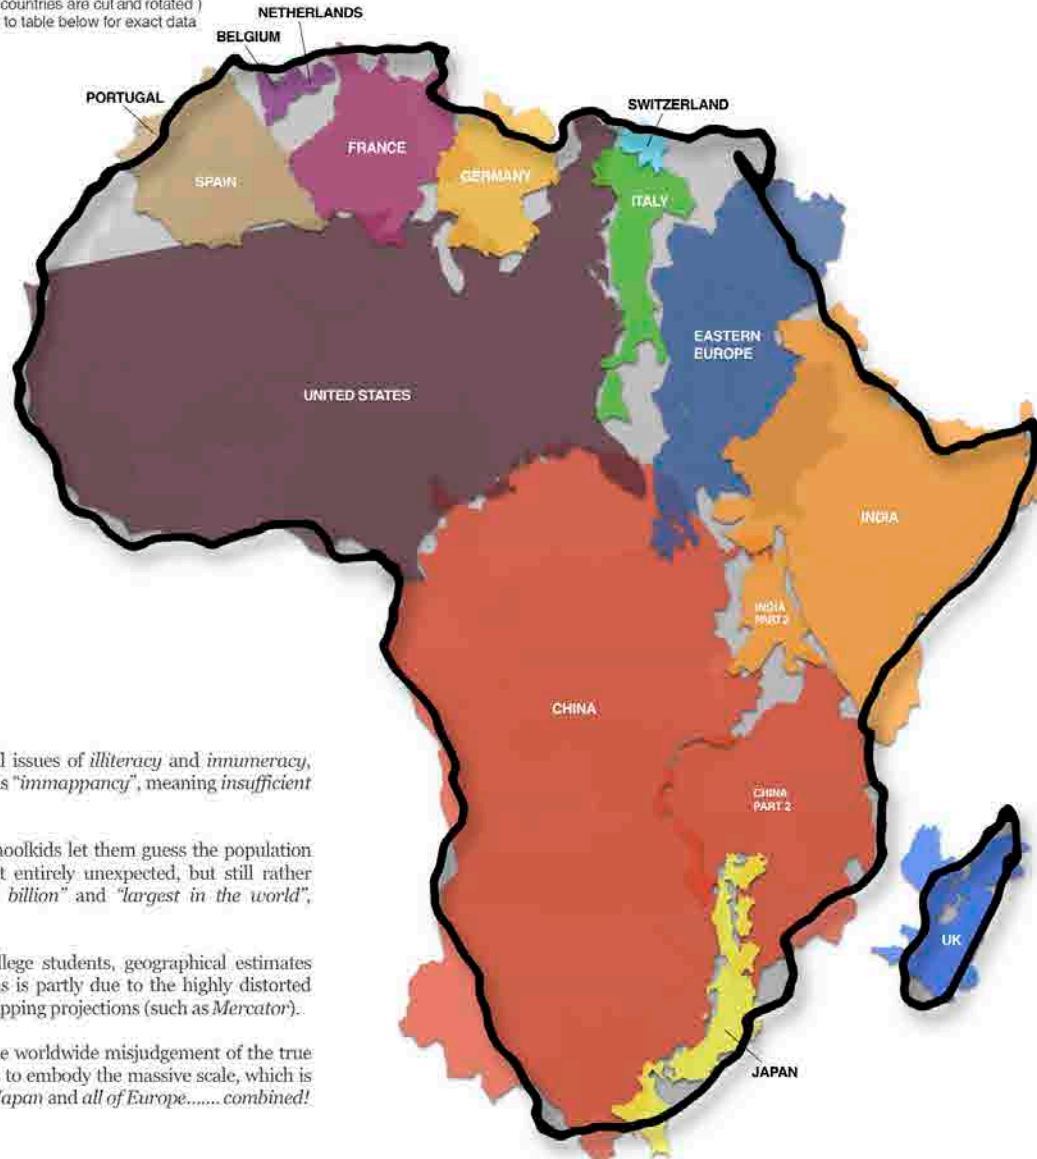 countries are cut and rotated )
to table below for exact data
NETHERLANDS
BELGIUM
PORTUGAL
SWITZERLAND
FRANCE
GERMANY
SPAIN
ITALY
EASTERN
EUROPE
UNITED STATES
INDIA
INDIA
PART 2
CHINA
CHINA
PART 2
UK
JAPAN
issues of illiteracy and innumeracy,
"immappancy", meaning insufficient
let them guess the population
entirely unexpected, but still rather
billion" and "largest in the world",
students, geographical estimates
is partly due to the highly distorted
projections (such as Mercator).
worldwide misjudgement of the true
to embody the massive scale, which is
and all of Europe....... combined!